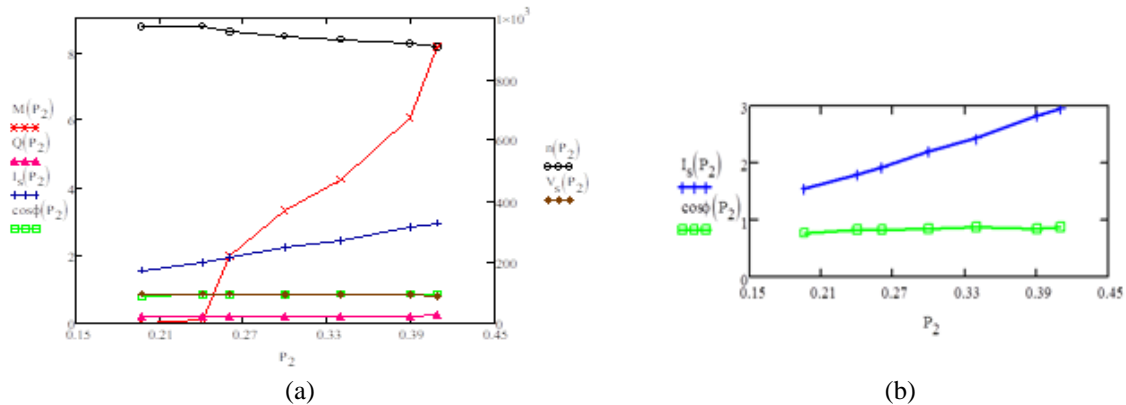 8
6
4
2
0
0.15
0.21
0.27
0.33
0.39
0.45
1×10³
800
600
400
200
0
M(P₂)
Q(P₂)
Iₛ(P₂)
cosϕ(P₂)
n(P₂)
Vₛ(P₂)
P₂
(a)
3
2
1
0
0.15
0.21
0.27
0.33
0.39
0.45
Iₛ(P₂)
cosϕ(P₂)
P₂
(b)